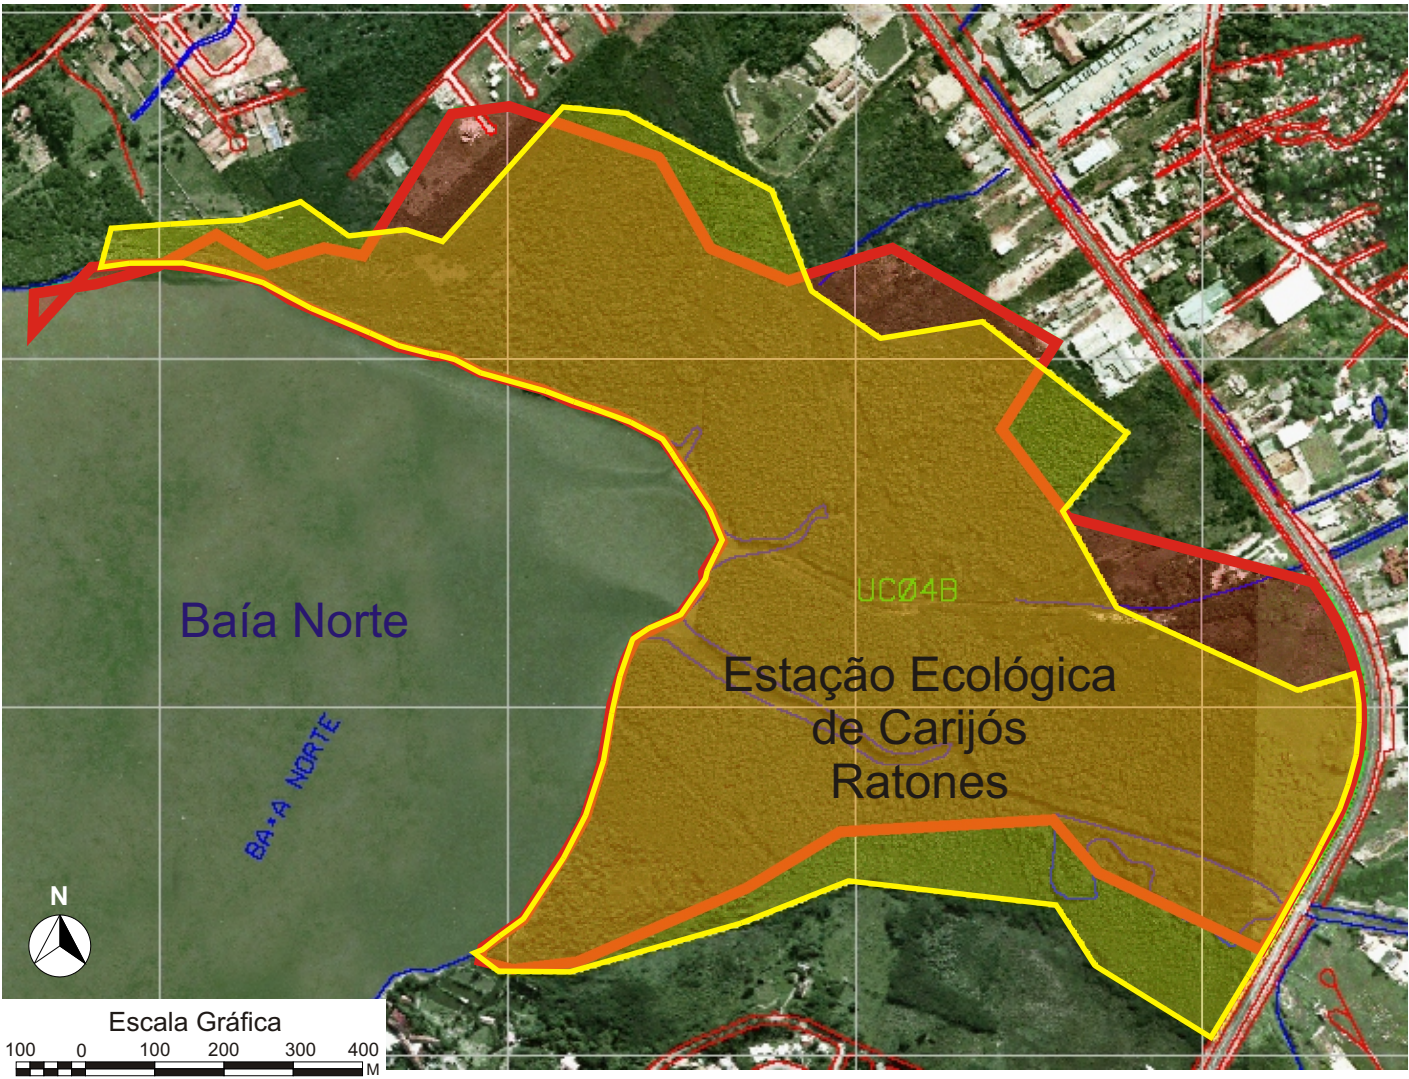 UCØ4B
Baía Norte
Estação Ecológica
de Carijós
Ratones
BA*A NORTE
N
Escala Gráfica
100 0 100 200 300 400
M